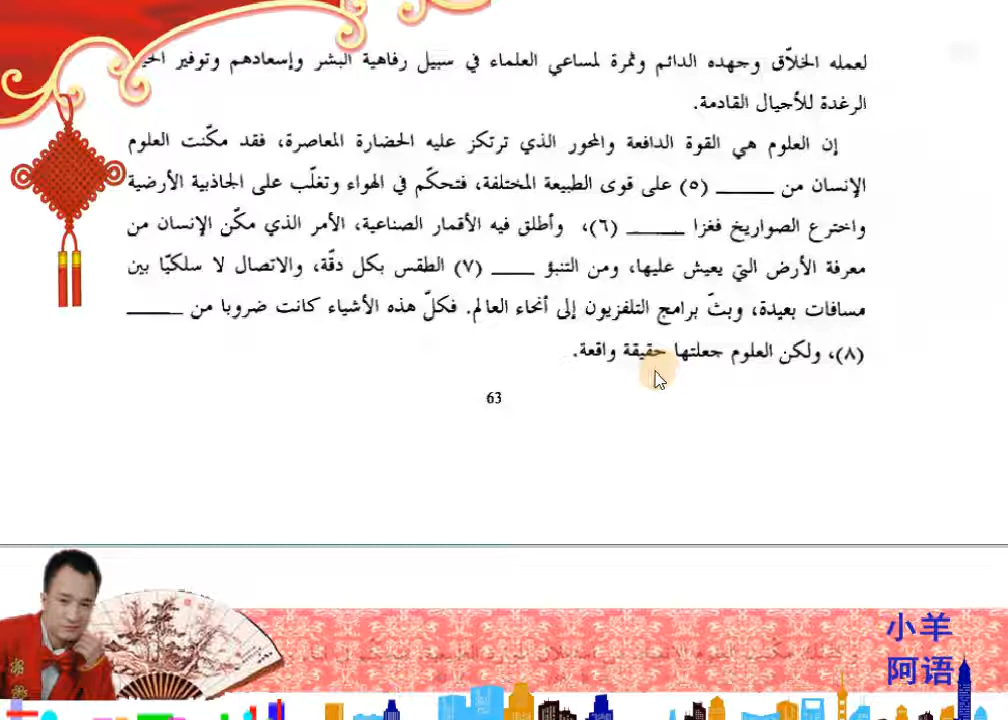 لعمله الخلاّق وجهده الدائم وثمرة لمساعي العلماء في سبيل رفاهية البشر وإسعادهم وتوفير
الرغدة للأجيال القادمة.
إن العلوم هي القوة الدافعة والمحور الذي ترتكز عليه الحضارة المعاصرة، فقد مكّنت العلوم
الإنسان من ______ (٥) على قوى الطبيعة المختلفة، فتحكّم في الهواء وتغلّب على الجاذبية الأرضية
واخترع الصواريخ فغزا ______ (٦)، وأطلق فيه الأقمار الصناعية، الأمر الذي مكّن الإنسان من
معرفة الأرض التي يعيش عليها، ومن التنبؤ ____ (٧) الطقس بكل دقّة، والاتصال لا سلكيًا بين
مسافات بعيدة، وبثّ برامج التلفزيون إلى أنحاء العالم. فكلّ هذه الأشياء كانت ضروبا من ______
(٨)، ولكن العلوم جعلتها حقيقة واقعة.
63
小羊
阿语